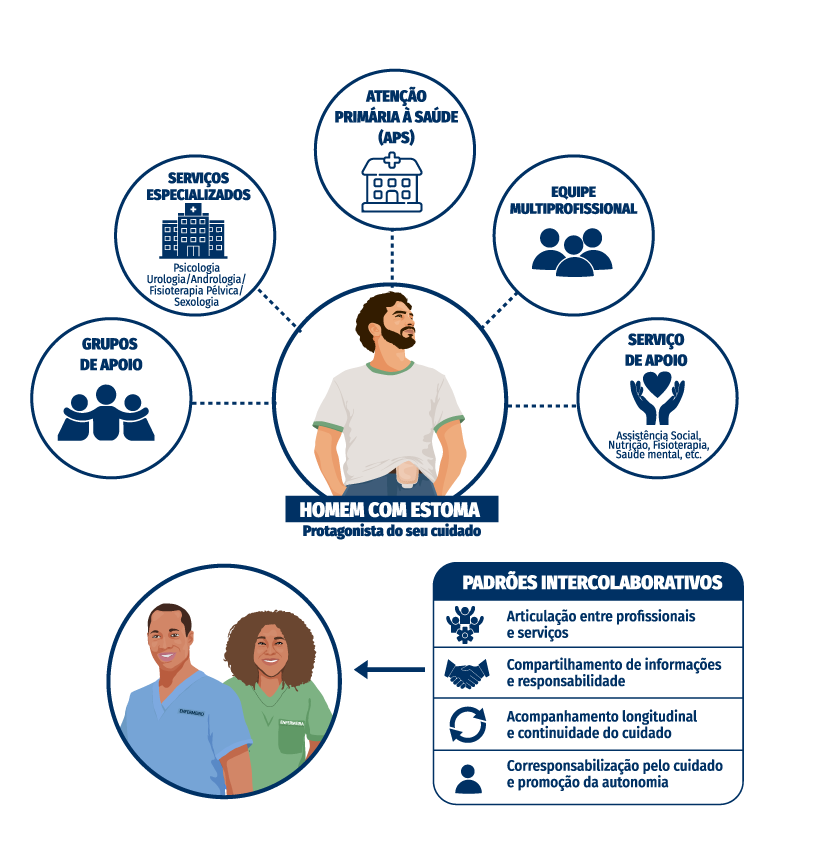 ATENÇÃO
PRIMÁRIA À SAÚDE
(APS)
SERVIÇOS
ESPECIALIZADOS
Psicologia
Urologia/Andrologia/
Fisioterapia Pélvica/
Sexologia
EQUIPE
MULTIPROFISSIONAL
GRUPOS
DE APOIO
SERVIÇO
DE APOIO
Assistência Social,
Nutrição, Fisioterapia,
Saúde mental, etc.
HOMEM COM ESTOMA
Protagonista do seu cuidado
PADRÕES INTERCOLABORATIVOS
Articulação entre profissionais
e serviços
Compartilhamento de informações
e responsabilidade
Acompanhamento longitudinal
e continuidade do cuidado
Corresponsabilização pelo cuidado
e promoção da autonomia
ENFERMEIRO
ENFERMEIRA